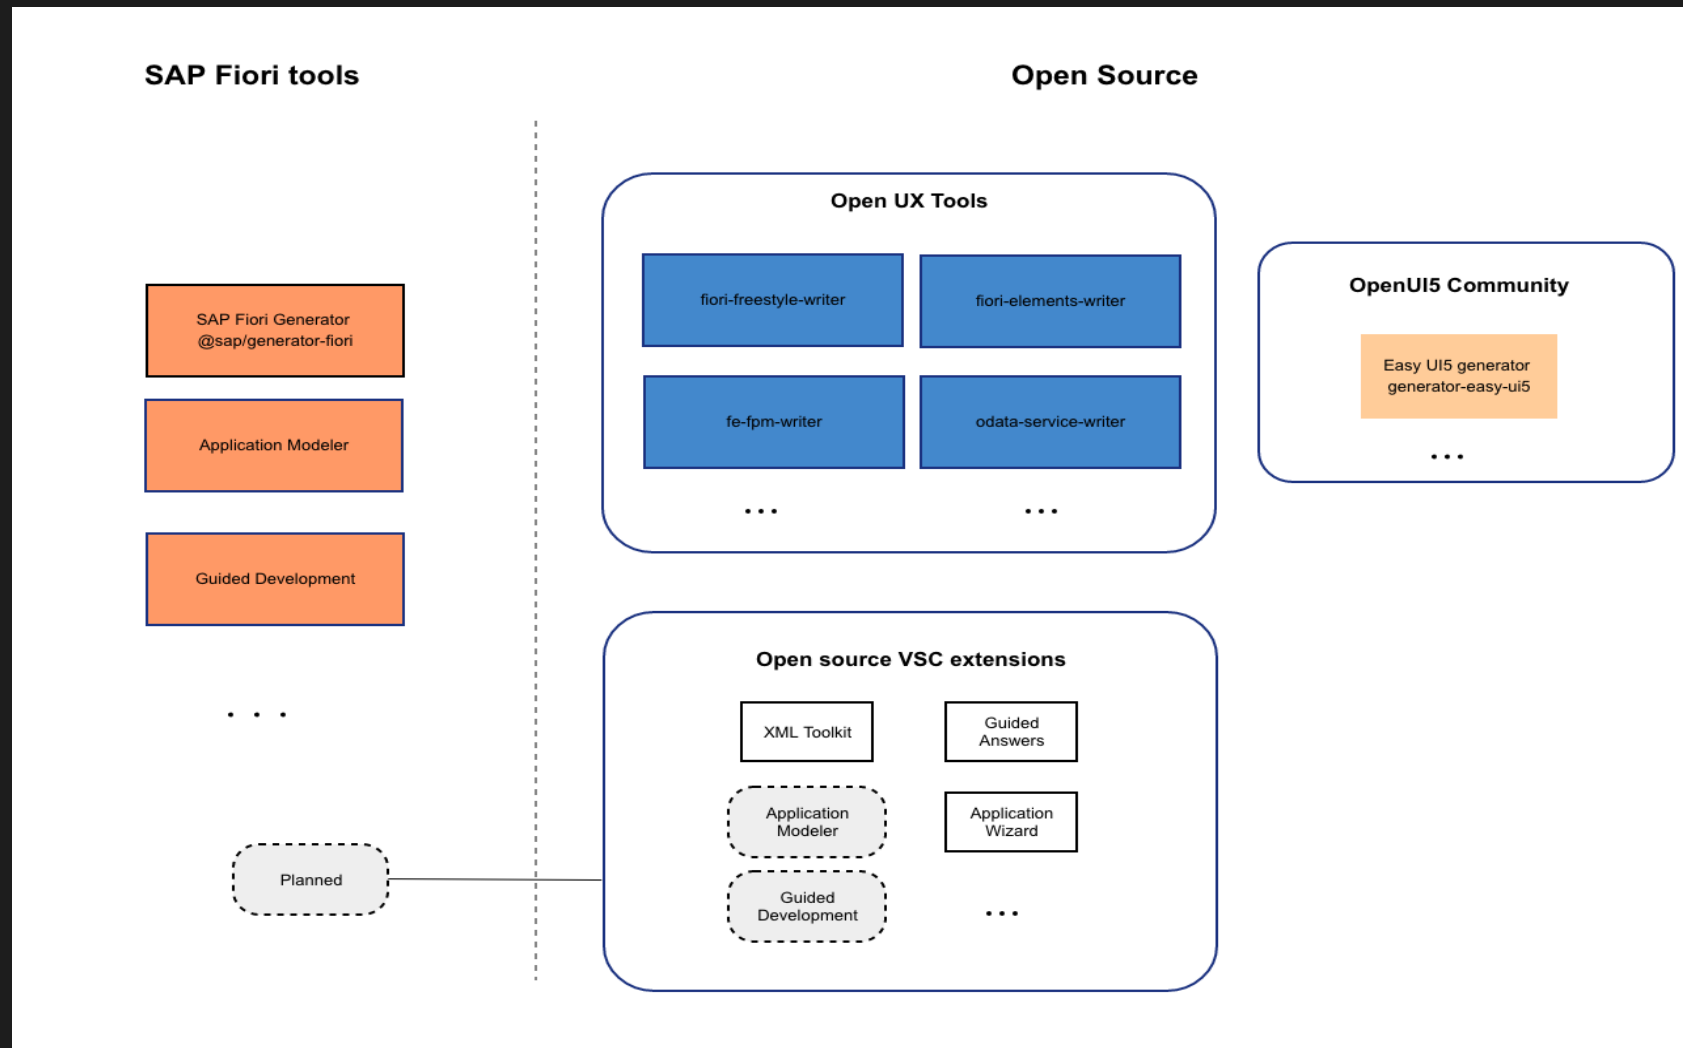 SAP Fiori tools
Open Source
SAP Fiori Generator
@sap/generator-fiori
Application Modeler
Guided Development
. . .
Planned
Open UX Tools
fiori-freestyle-writer
fiori-elements-writer
fe-fpm-writer
odata-service-writer
...
...
OpenUI5 Community
Easy UI5 generator
generator-easy-ui5
...
Open source VSC extensions
XML Toolkit
Guided
Answers
Application
Modeler
Application
Wizard
Guided
Development
...